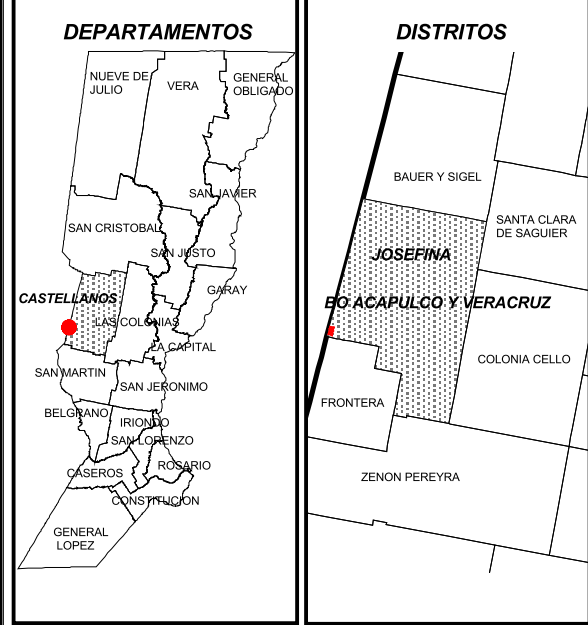 DEPARTAMENTOS
NUEVE DE
JULIO
VERA
GENERAL
OBLIGADO
SAN JAVIER
SAN CRISTOBAL
SAN JUSTO
GARAY
CASTELLANOS
LAS COLONIAS
LA CAPITAL
SAN MARTIN
SAN JERONIMO
BELGRANO
IRIONDO
SAN LORENZO
CASEROS
ROSARIO
CONSTITUCION
GENERAL
LOPEZ
DISTRITOS
BAUER Y SIGEL
SANTA CLARA
DE SAGUIER
JOSEFINA
BO ACAPULCO Y VERACRUZ
COLONIA CELLO
FRONTERA
ZENON PEREYRA